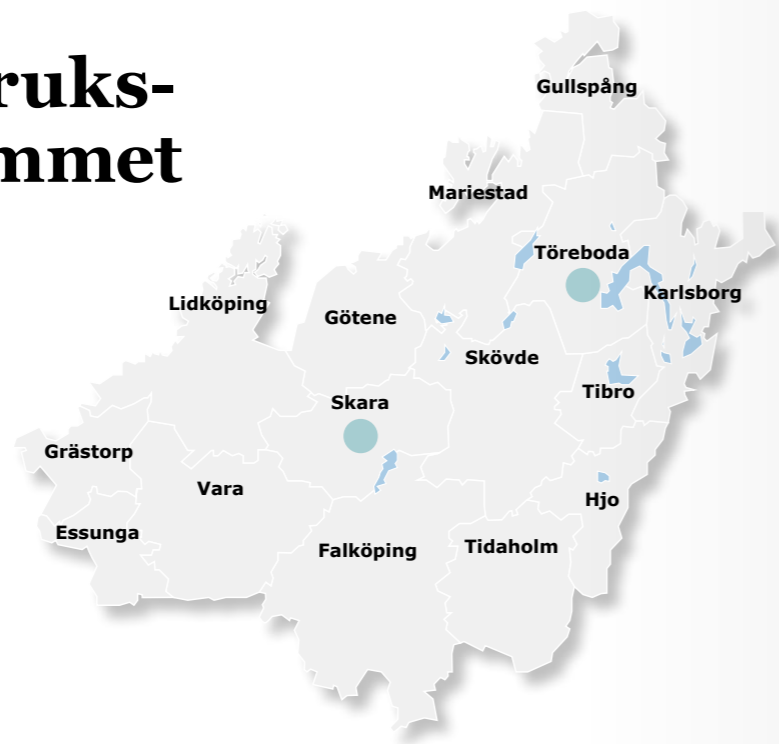 ruks-
mmet
Gullspång
Mariestad
Töreboda
Karlsborg
Lidköping
Götene
Skövde
Tibro
Skara
Grästorp
Vara
Hjo
Essunga
Falköping
Tidaholm